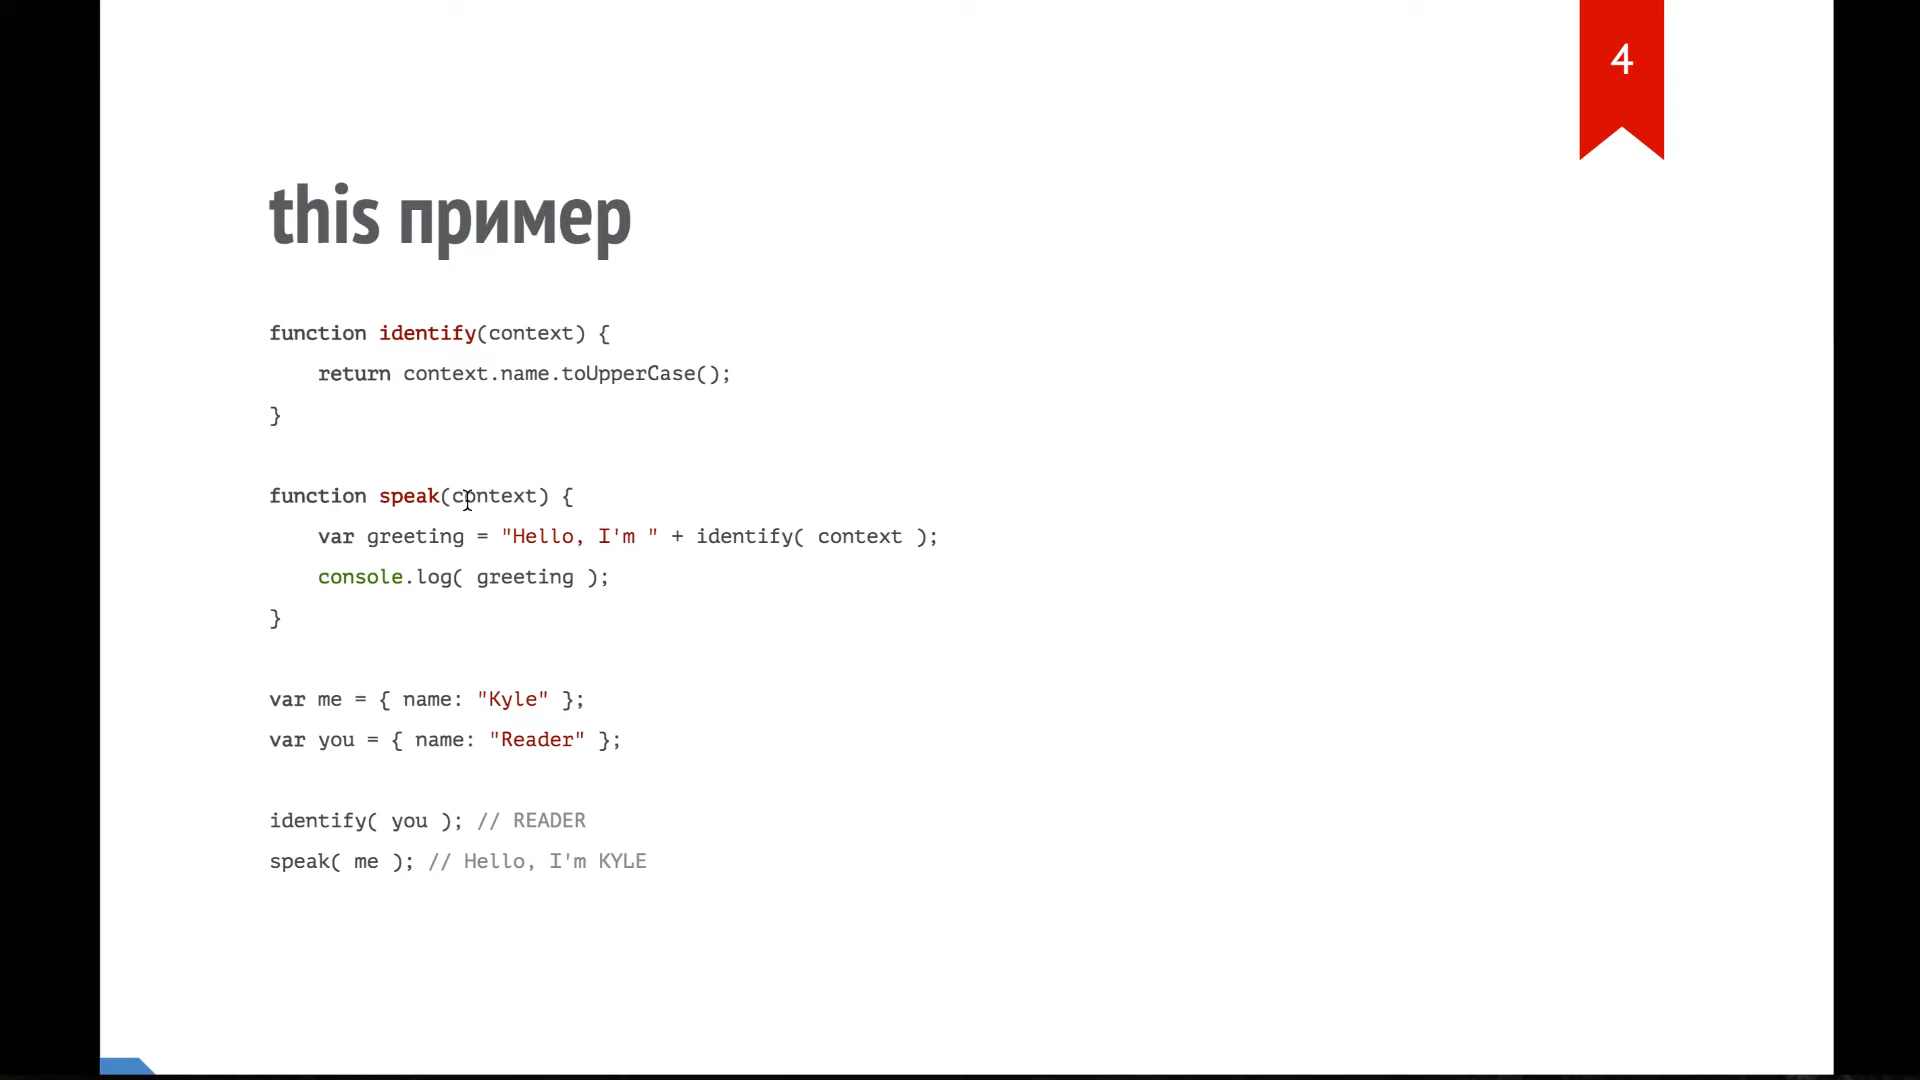 4
this пример
function identify(context) {
    return context.name.toUpperCase();
}
function speak(context) {
    var greeting = "Hello, I'm " + identify( context );
    console.log( greeting );
}
var me = { name: "Kyle" };
var you = { name: "Reader" };
identify( you ); // READER
speak( me ); // Hello, I'm KYLE